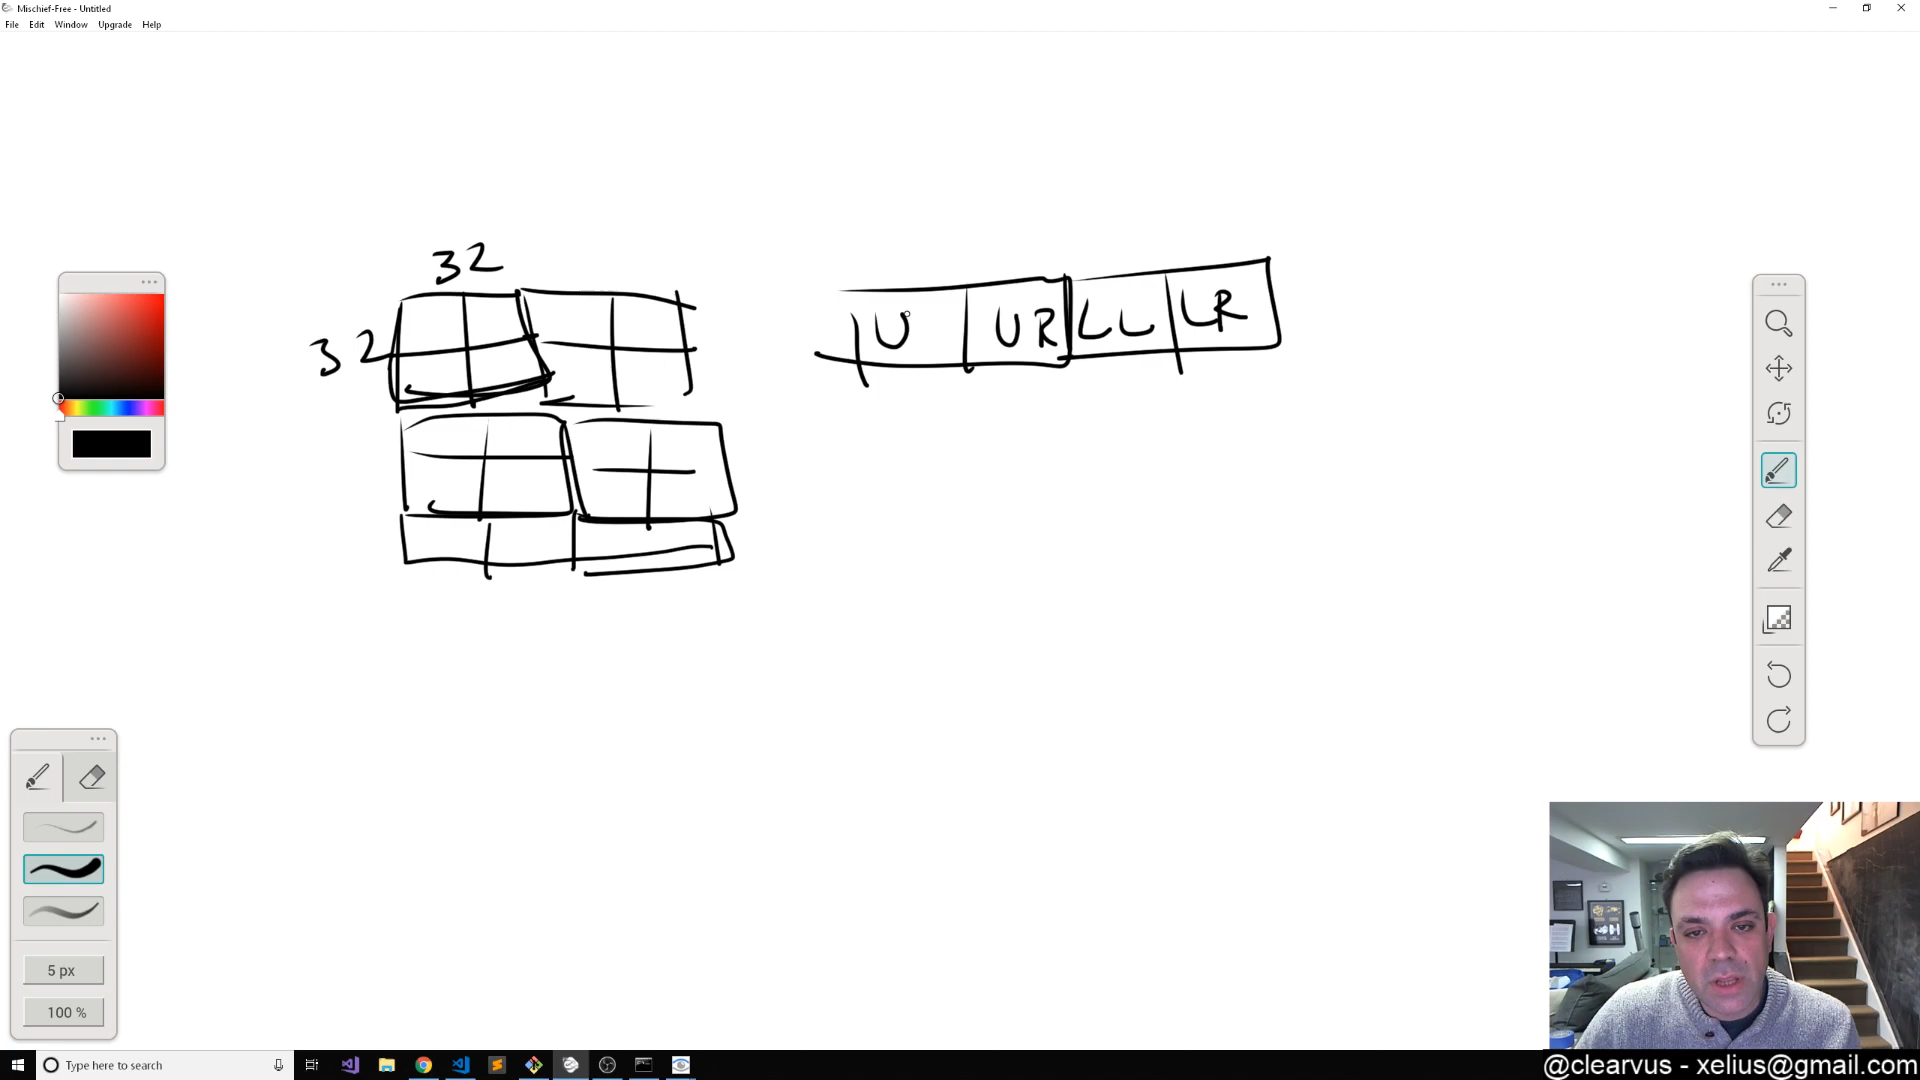 Mischief-Free - Untitled
File Edit Window Upgrade Help
32
32
U UR LL LR
5 px
100 %
Type here to search
@clearvus - xelius@gmail.com